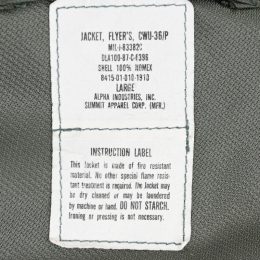 JACKET, FLYER'S, CWU-36/P
MIL-J-83382C
DLA100-87-C-4396
SHELL 100% NOMEX
8415-01-010-1910
LARGE
ALPHA INDUSTRIES, INC.
SUMMIT APPAREL CORP. (MFR.)
INSTRUCTION LABEL
This Jacket is made of fire resistant
material. No other special flame resis-
tant treatment is required. The Jacket may
be dry cleaned or may be laundered
by machine or hand. DO NOT STARCH.
Ironing or pressing is not necessary.